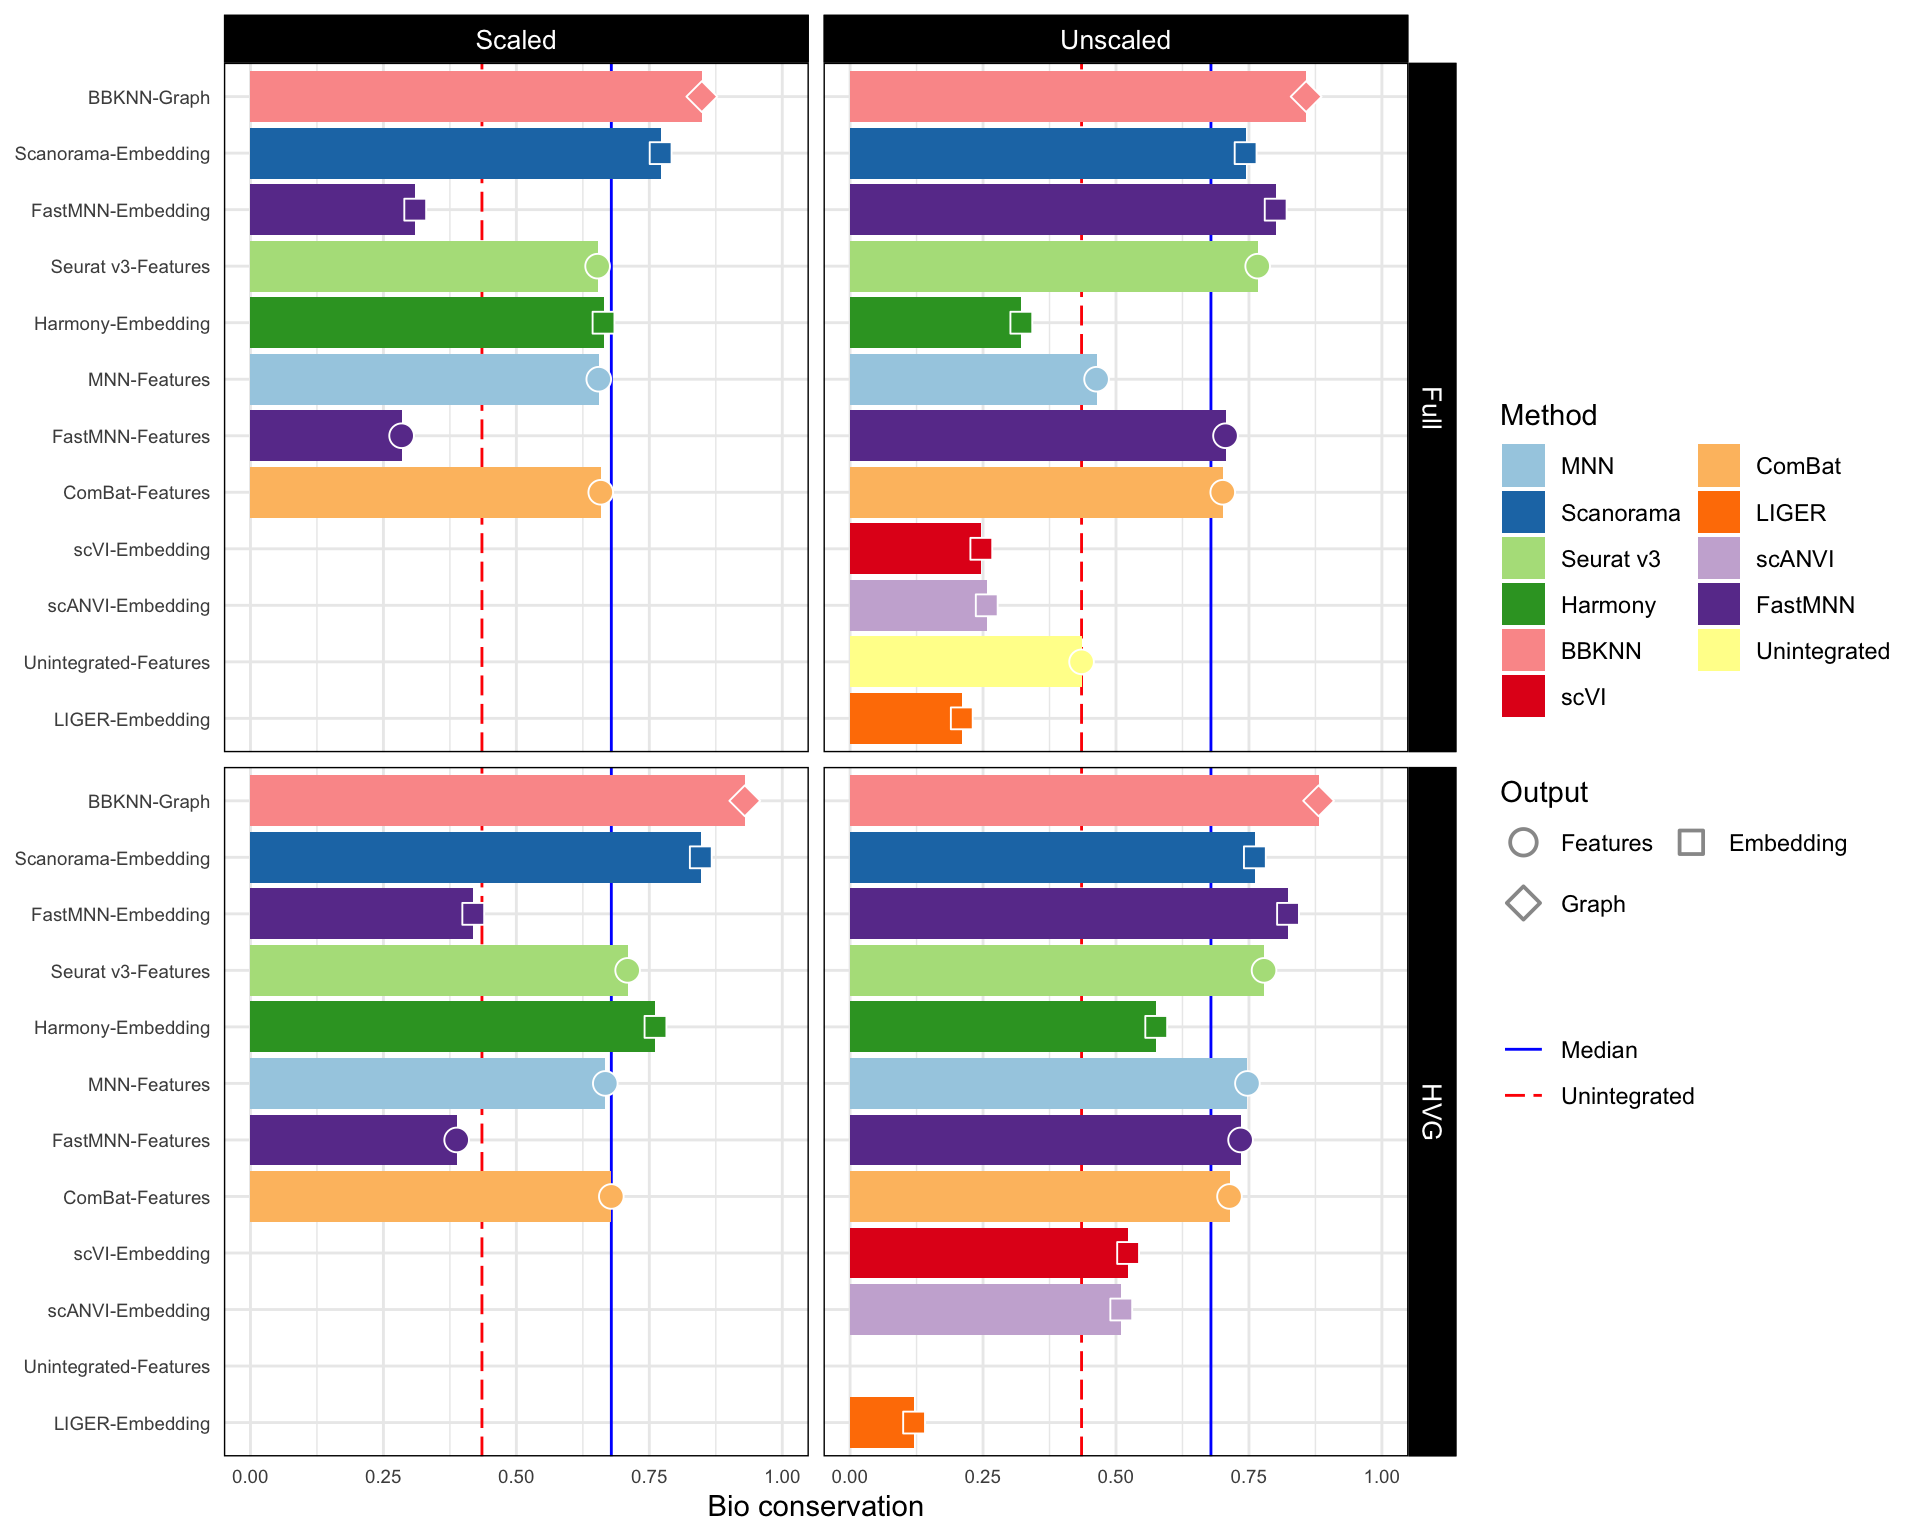 Scaled
Unscaled
BBKNN-Graph
Scanorama-Embedding
FastMNN-Embedding
Seurat v3-Features
Harmony-Embedding
MNN-Features
FastMNN-Features
ComBat-Features
scVI-Embedding
scANVI-Embedding
Unintegrated-Features
LIGER-Embedding
Full
BBKNN-Graph
Scanorama-Embedding
FastMNN-Embedding
Seurat v3-Features
Harmony-Embedding
MNN-Features
FastMNN-Features
ComBat-Features
scVI-Embedding
scANVI-Embedding
Unintegrated-Features
LIGER-Embedding
HVG
0.00 0.25 0.50 0.75 1.00
0.00 0.25 0.50 0.75 1.00
Bio conservation
Method
MNN
Scanorama
Seurat v3
Harmony
BBKNN
scVI
ComBat
LIGER
scANVI
FastMNN
Unintegrated
Output
Features
Embedding
Graph
Median
Unintegrated